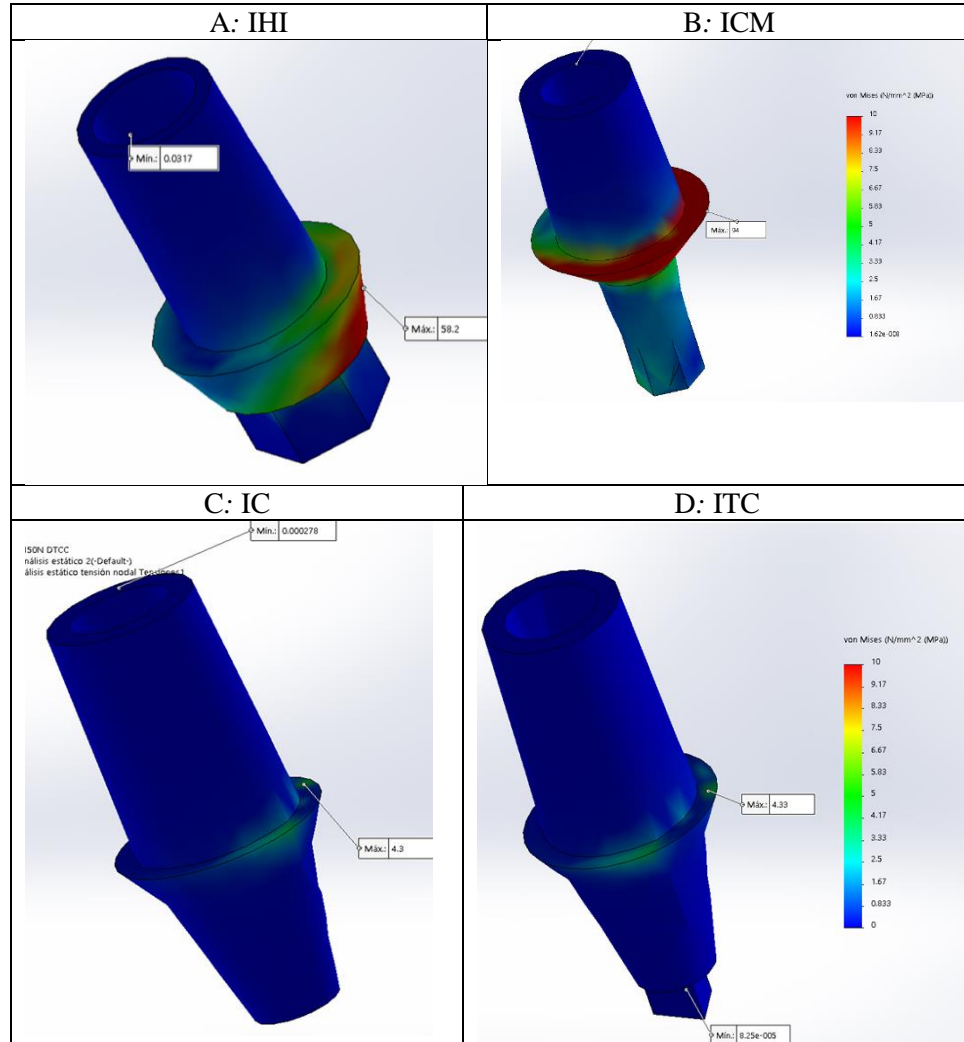 A: IHI
B: ICM
Mín.: 0.0317
Máx.: 58.2
Máx.: 94
von Mises (N/mm^2 (MPa))
10
9.17
8.33
7.5
6.67
5.83
5
4.17
3.33
2.5
1.67
0.833
1.62e-008
C: IC
D: ITC
Mín.: 0.000278
150N DTCC
nálisis estático 2(-Default-)
álisis estático tensión nodal Tensiones1
Máx.: 4.3
Máx.: 4.33
Mín.: 8.25e-005
von Mises (N/mm^2 (MPa))
10
9.17
8.33
7.5
6.67
5.83
5
4.17
3.33
2.5
1.67
0.833
0